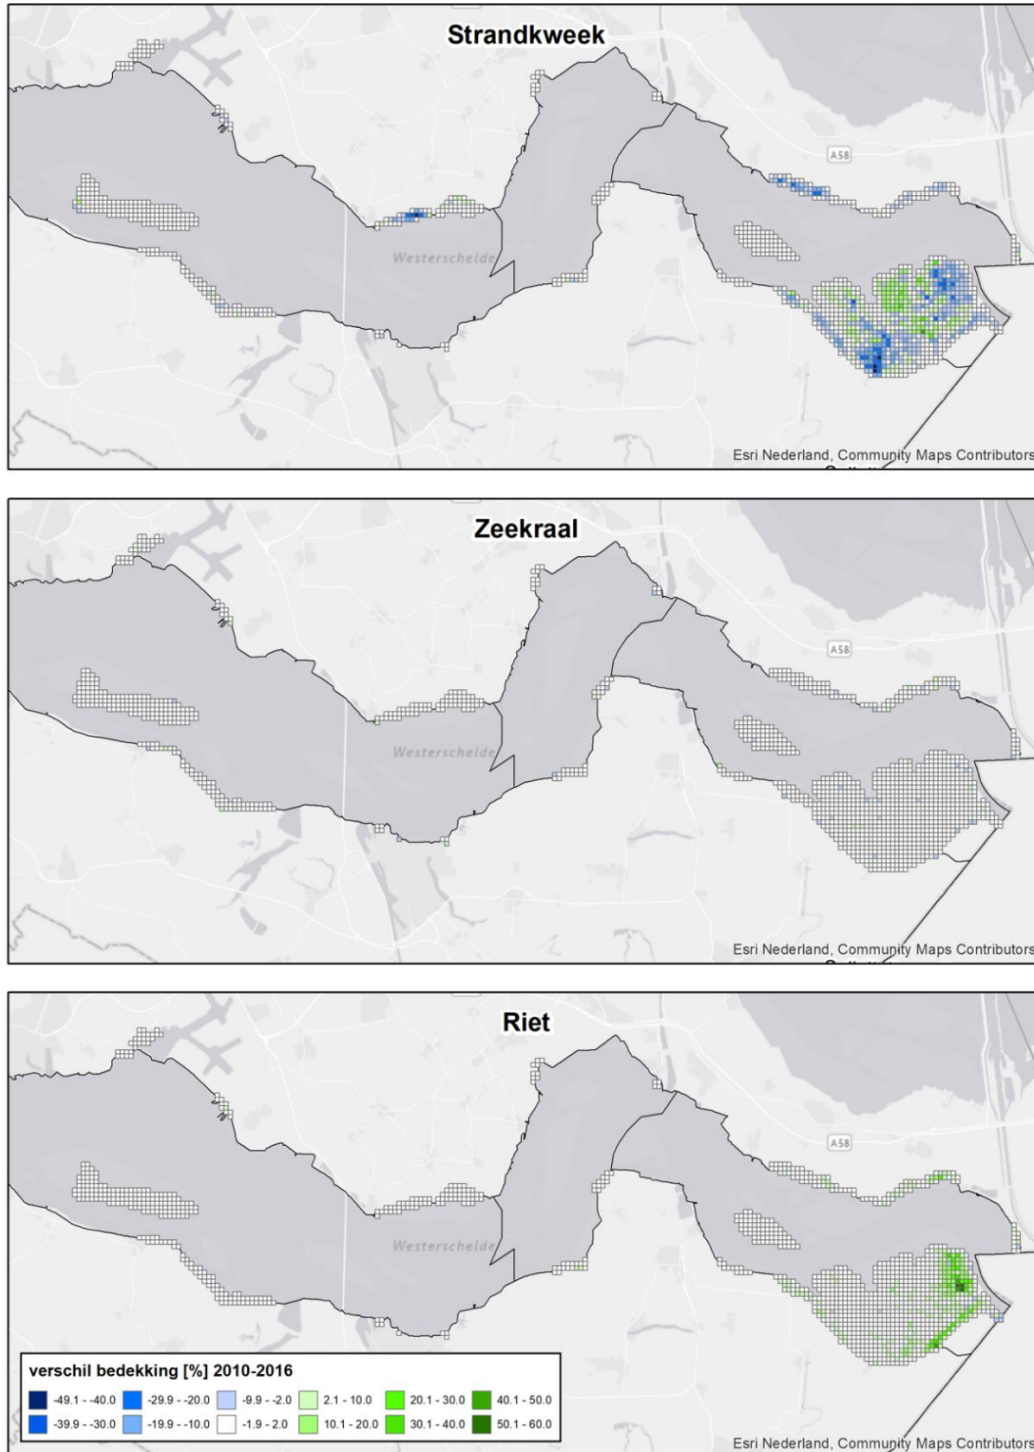 Strandkweek
A58
Westerschelde
Esri Nederland, Community Maps Contributors
Zeekraal
A58
Westerschelde
Esri Nederland, Community Maps Contributors
Riet
A58
Westerschelde
verschil bedekking [%] 2010-2016
-49.1 - -40.0 -29.9 - -20.0 -9.9 - -2.0 2.1 - 10.0 20.1 - 30.0 40.1 - 50.0
-39.9 - -30.0 -19.9 - -10.0 -1.9 - 2.0 10.1 - 20.0 30.1 - 40.0 50.1 - 60.0
Esri Nederland, Community Maps Contributors